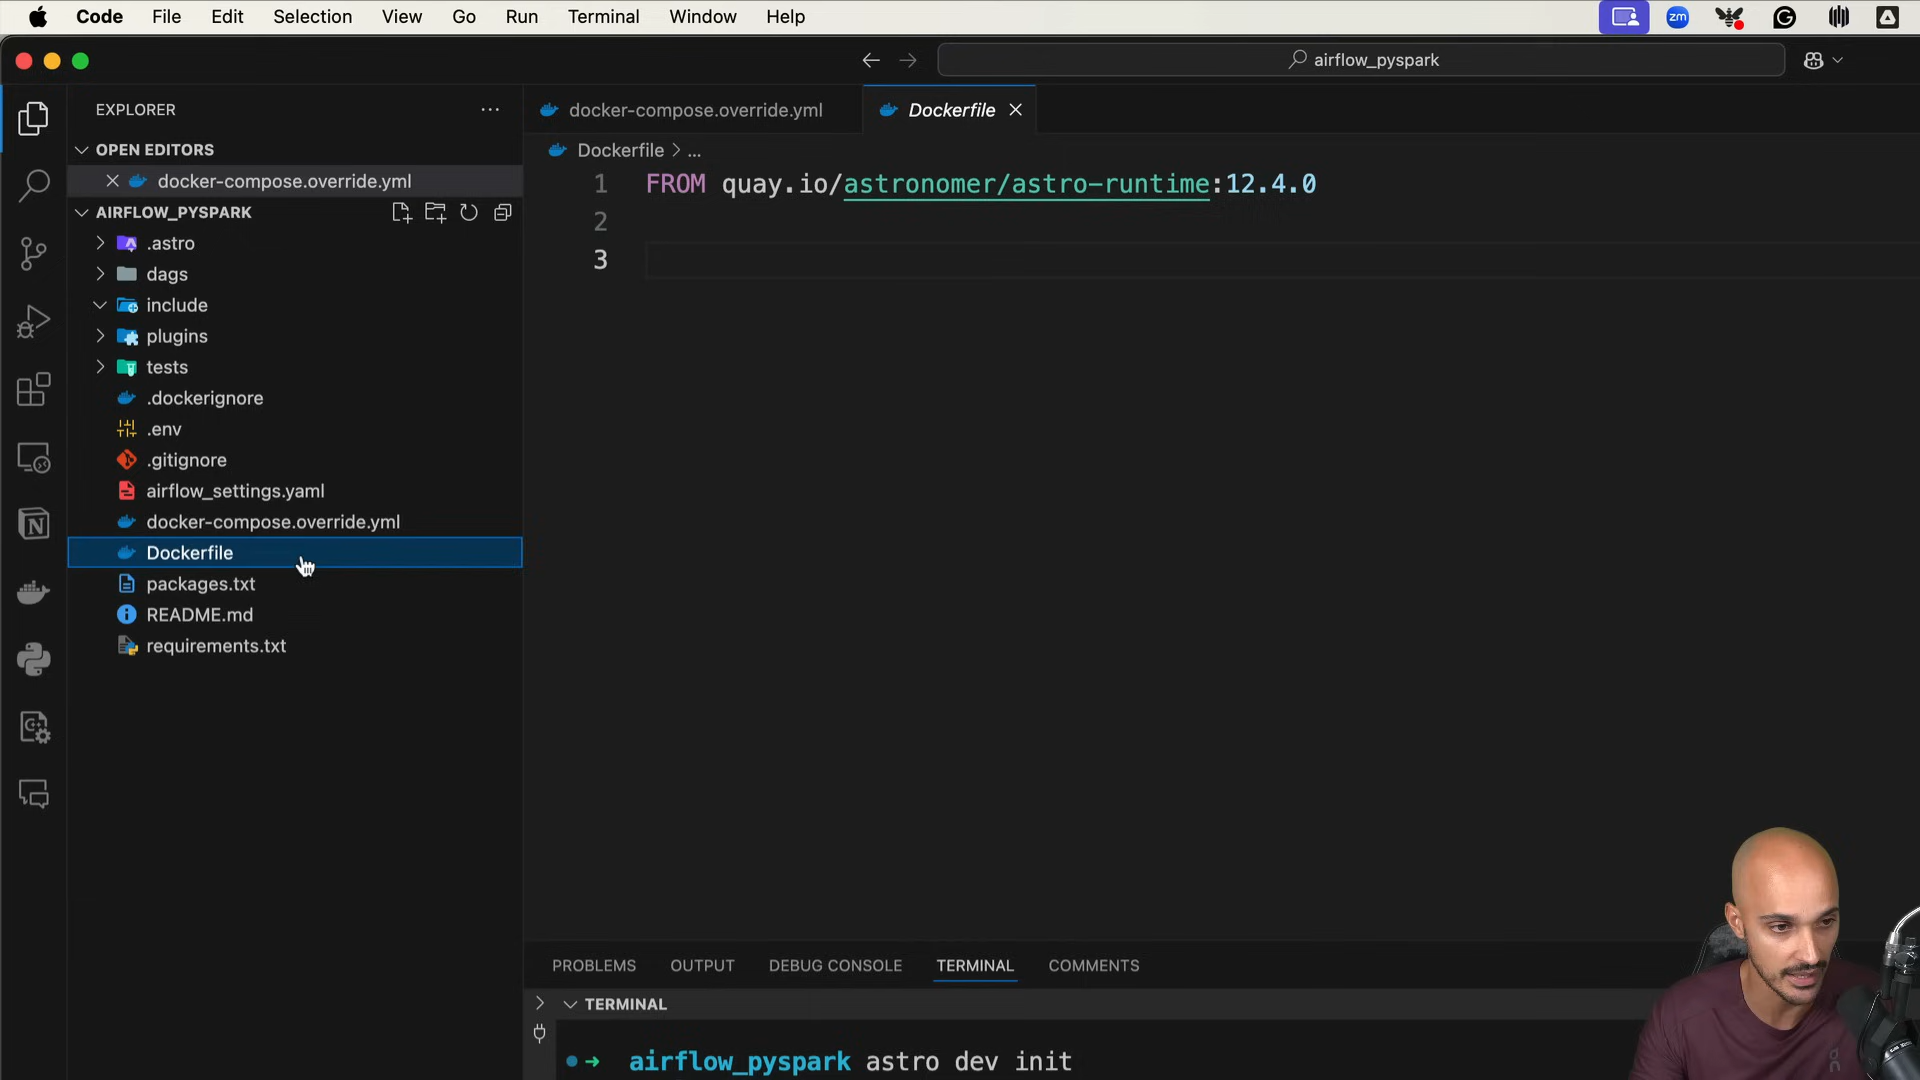 Code File Edit Selection View Go Run Terminal Window Help
zm
airflow_pyspark
EXPLORER
OPEN EDITORS
docker-compose.override.yml
AIRFLOW_PYSPARK
.astro
dags
include
plugins
tests
.dockerignore
.env
.gitignore
airflow_settings.yaml
docker-compose.override.yml
Dockerfile
packages.txt
README.md
requirements.txt
docker-compose.override.yml
Dockerfile
Dockerfile > ...
1 FROM quay.io/astronomer/astro-runtime:12.4.0
2
3
PROBLEMS OUTPUT DEBUG CONSOLE TERMINAL COMMENTS
TERMINAL
airflow_pyspark astro dev init